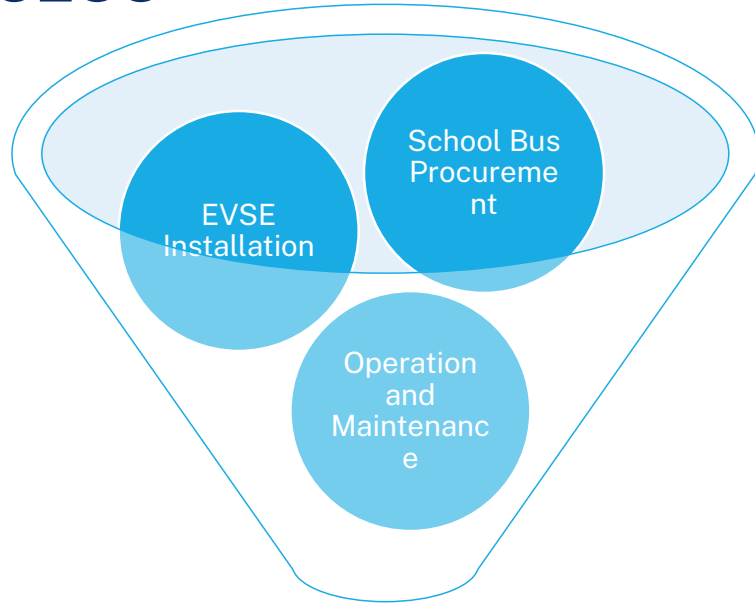 EVSE
Installation
School Bus
Procureme
nt
Operation
and
Maintenanc
e